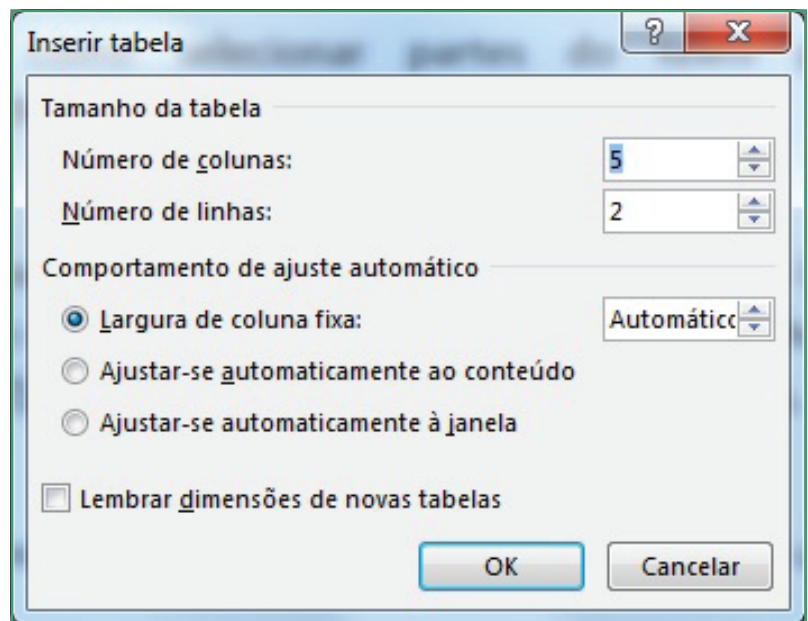 Inserir tabela
Tamanho da tabela
Número de colunas: 5
Número de linhas: 2
Comportamento de ajuste automático
Largura de coluna fixa: Automático
Ajustar-se automaticamente ao conteúdo
Ajustar-se automaticamente à janela
Lembrar dimensões de novas tabelas
OK Cancelar